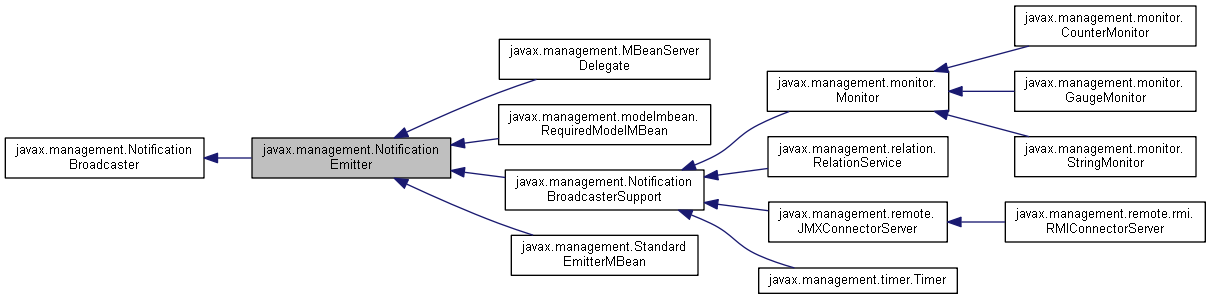 javax.management.Notification
Broadcaster
javax.management.Notification
Emitter
javax.management.MBeanServer
Delegate
javax.management.modelmbean.
RequiredModelMBean
javax.management.Notification
BroadcasterSupport
javax.management.Standard
EmitterMBean
javax.management.monitor.
Monitor
javax.management.relation.
RelationService
javax.management.remote.
JMXConnectorServer
javax.management.timer.Timer
javax.management.monitor.
CounterMonitor
javax.management.monitor.
GaugeMonitor
javax.management.monitor.
StringMonitor
javax.management.remote.rmi.
RMIConnectorServer